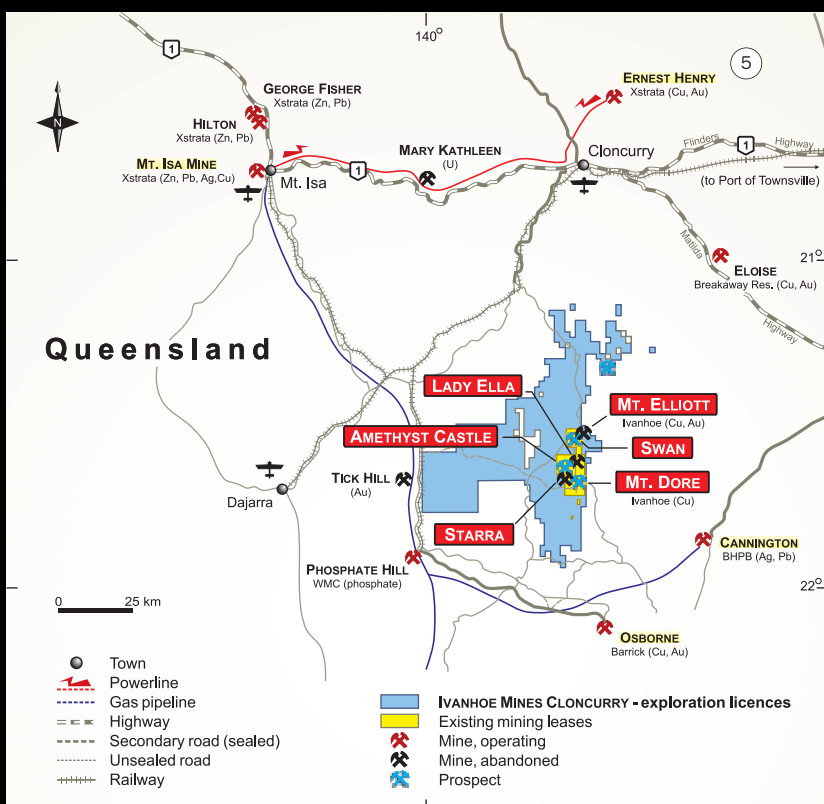 140°
1
5
GEORGE FISHER
Xstrata (Zn, Pb)
ERNEST HENRY
Xstrata (Cu, Au)
N
HILTON
Xstrata (Zn, Pb)
MT. ISA MINE
Xstrata (Zn, Pb, Ag,Cu)
Mt. Isa
1
MARY KATHLEEN
(U)
Cloncurry
Flinders
1
Highway
(to Port of Townsville)
Matilda
Highway
21°
ELOISE
Breakaway Res. (Cu, Au)
Queensland
LADY ELLA
MT. ELLIOTT
Ivanhoe (Cu, Au)
AMETHYST CASTLE
SWAN
TICK HILL
(Au)
MT. DORE
Ivanhoe (Cu)
Dajarra
STARRA
CANNINGTON
BHPB (Ag, Pb)
PHOSPHATE HILL
WMC (phosphate)
22°
0 25 km
OSBORNE
Barrick (Cu, Au)
Town
Powerline
Gas pipeline
Highway
Secondary road (sealed)
Unsealed road
Railway
IVANHOE MINES CLONCURRY - exploration licences
Existing mining leases
Mine, operating
Mine, abandoned
Prospect